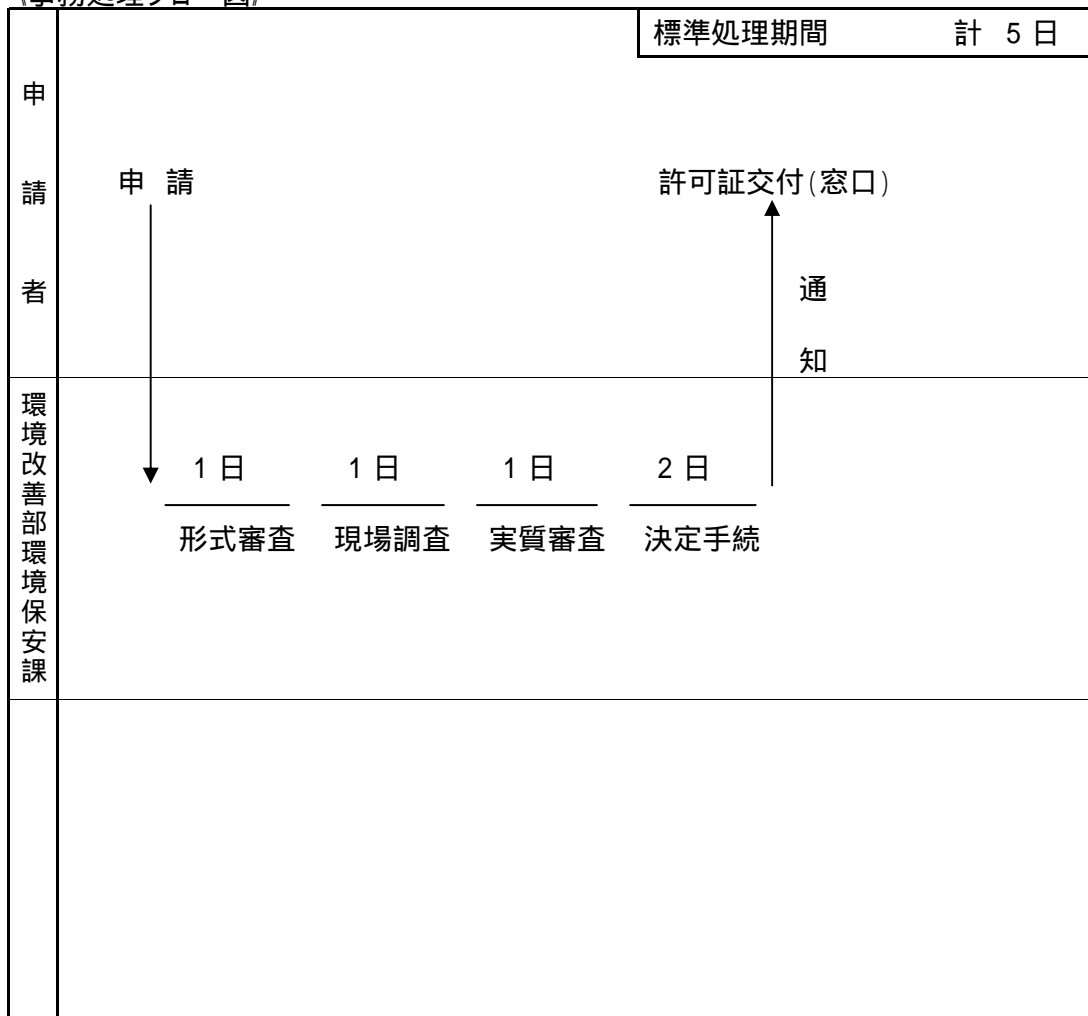 標準処理期間 計 5日
申請者
申 請
許可証交付(窓口)
通知
環境改善部環境保安課
1日 1日 1日 2日
形式審査 現場調査 実質審査 決定手続